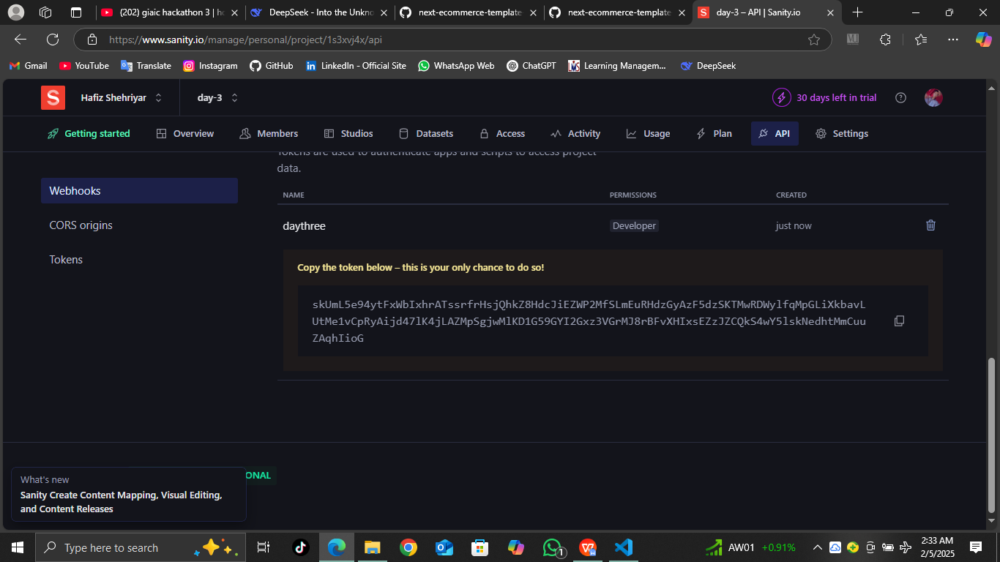 (202) giaic hackathon 3 | h
DeepSeek - Into the Unkno
next-ecommerce-template
next-ecommerce-template
day-3 – API | Sanity.io
https://www.sanity.io/manage/personal/project/1s3xvj4x/api
Gmail
YouTube
Translate
Instagram
GitHub
LinkedIn - Official Site
WhatsApp Web
ChatGPT
Learning Managem...
DeepSeek
S
Hafiz Shehriyar
day-3
30 days left in trial
Getting started
Overview
Members
Studios
Datasets
Access
Activity
Usage
Plan
API
Settings
Tokens are used to authenticate apps and scripts to access project
data.
Webhooks
CORS origins
Tokens
NAME
PERMISSIONS
CREATED
daythree
Developer
just now
Copy the token below – this is your only chance to do so!
skUmL5e94ytFxWbIxhrATssrfrHsjQhkZ8HdcJiEZWP2MfSLmEuRHdzGyAzF5dzSKTMwRDWylfqMpGLiXkbavL
UtMe1vCpRyAijd47lK4jLAZMpSgjwMlKD1G59GYI2Gxz3VGrMJ8rBFvXHIxsEZzJZCQkS4wY5lskNedhtMmCuu
ZAqhIioG
ONAL
What's new
Sanity Create Content Mapping, Visual Editing,
and Content Releases
Type here to search
1
AW01 +0.91%
2:33 AM
2/5/2025